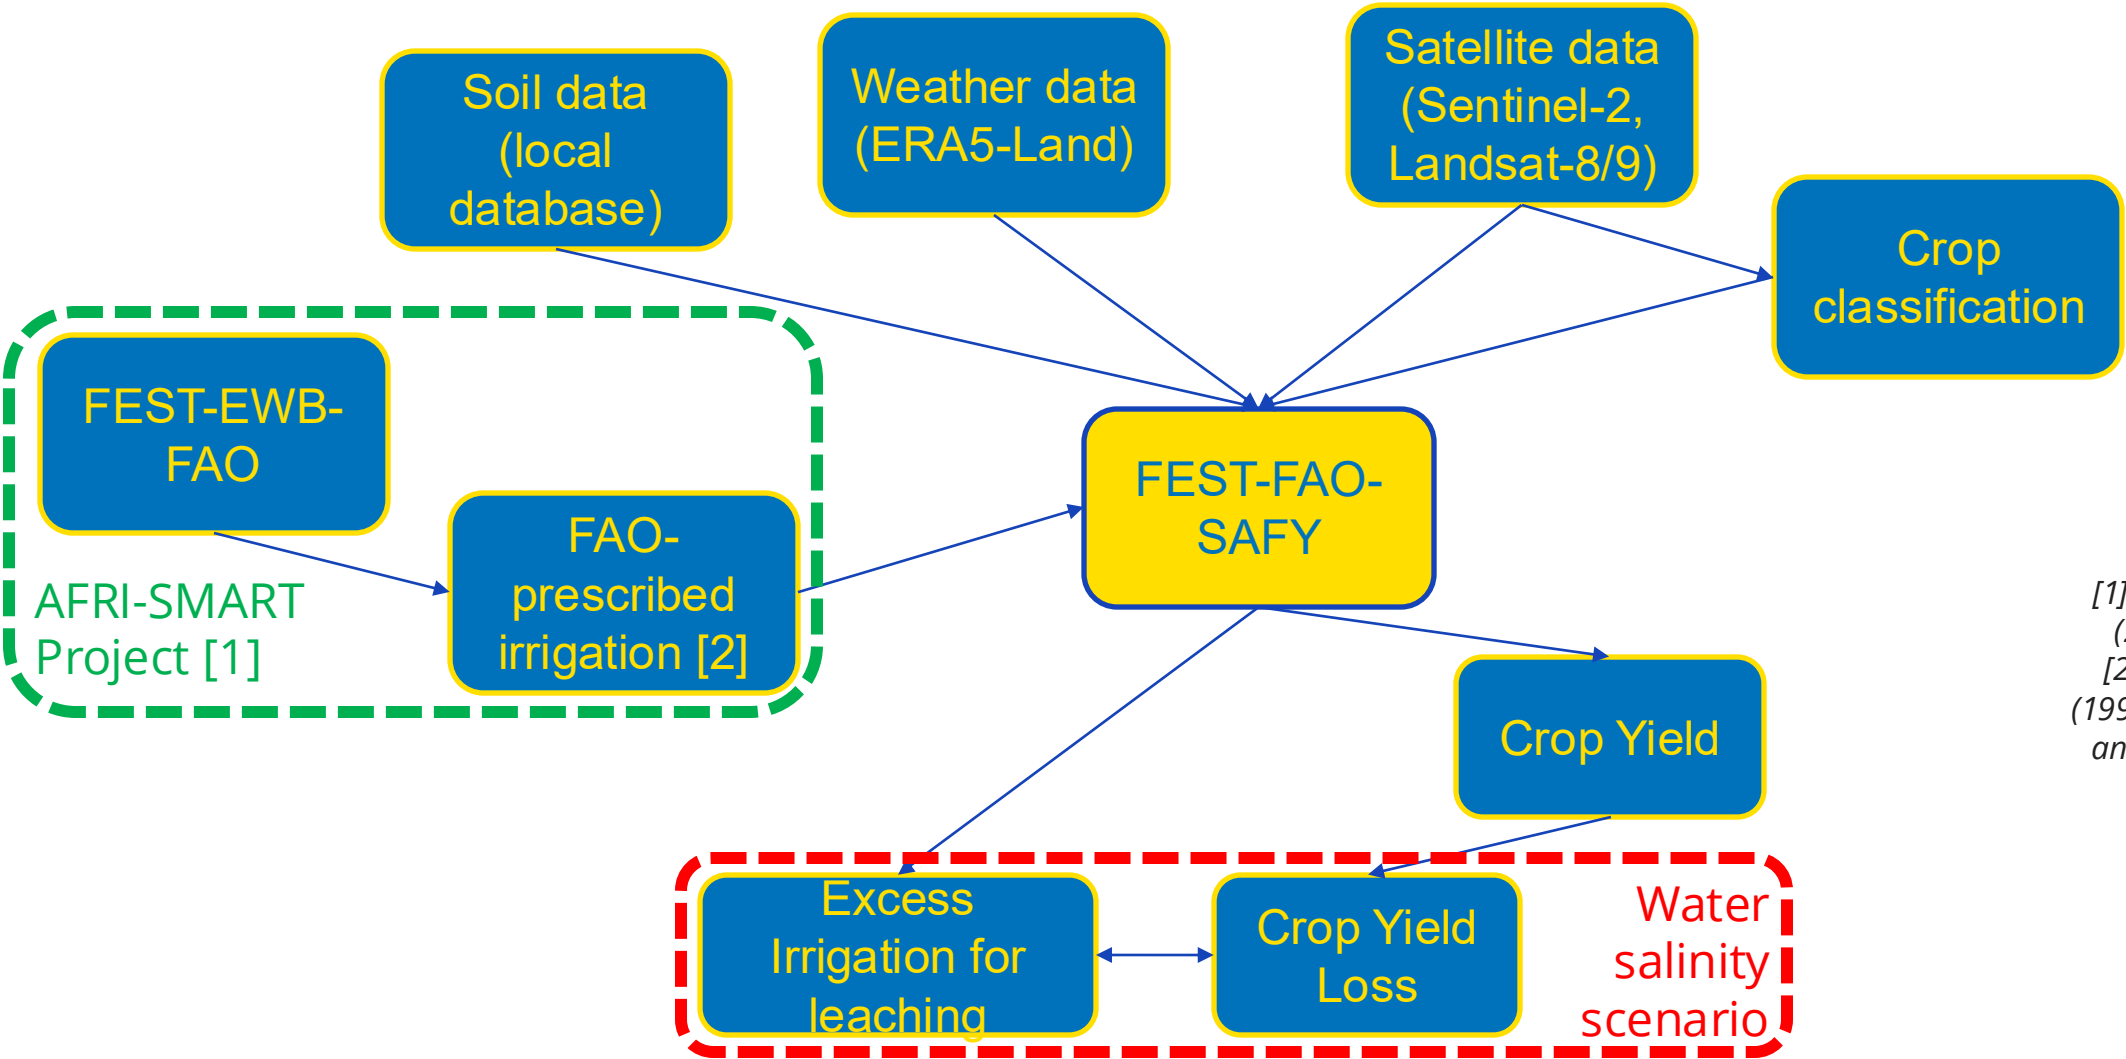 Soil data
(local
database)
Weather data
(ERA5-Land)
Satellite data
(Sentinel-2,
Landsat-8/9)
Crop
classification
FEST-EWB-
FAO
FAO-
prescribed
irrigation [2]
AFRI-SMART
Project [1]
FEST-FAO-
SAFY
[1]
[2
(199
an
Crop Yield
Excess
Irrigation for
leaching
Crop Yield
Loss
Water
salinity
scenario